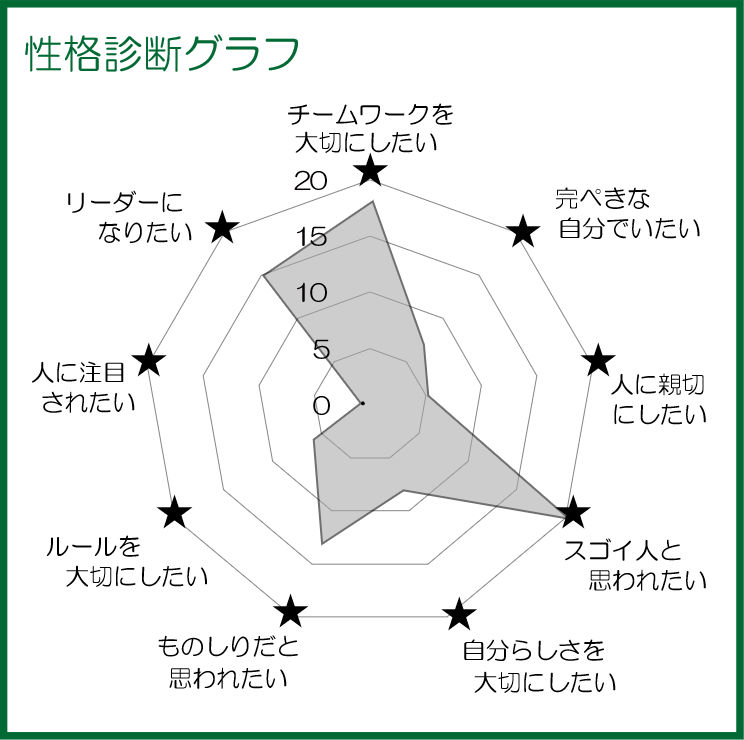 性格診断グラフ
チームワークを
大切にしたい
20
15
10
5
0
完ぺきな
自分でいたい
人に親切
にしたい
スゴイ人と
思われたい
自分らしさを
大切にしたい
ものしりだと
思われたい
ルールを
大切にしたい
人に注目
されたい
リーダーに
なりたい